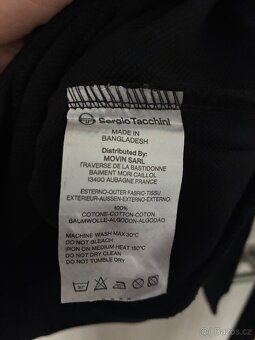 Sergio Tacchini
MADE IN
BANGLADESH
Distributed By:
MOVIN SARL
TRAVERSE DE LA BASTIDONNE
BAIMENT MORI CAILLOL
13400 AUBAGNE FRANCE
ESTERNO-OUTER FABRIC-TISSU
EXTERIEUR-AUSSEN-EXTERNO-EXTERNO
100%
COTONE-COTTON-COTON
BAUMWOLLE-ALGODON-ALGODAO
MACHINE WASH MAX 30°C
DO NOT BLEACH
IRON ON MEDIUM HEAT 150°C
DO NOT DRY CLEAN
DO NOT TUMBLE DRY
30
sbazar.cz